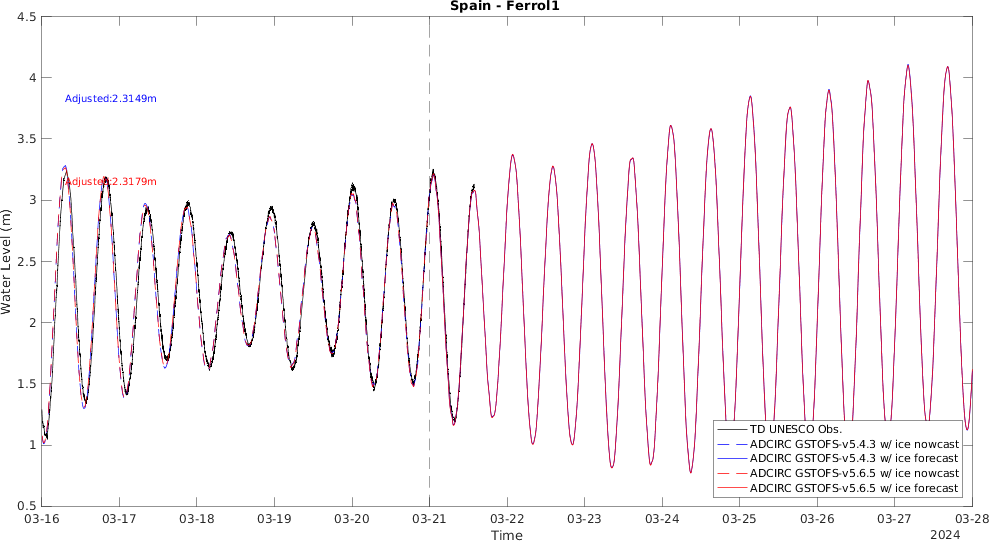 Spain - Ferrol1
4.5
4
3.5
3
2.5
2
1.5
1
0.5
Water Level (m)
Adjusted:2.3149m
Adjusted:2.3179m
TD UNESCO Obs.
ADCIRC GSTOFS-v5.4.3 w/ ice nowcast
ADCIRC GSTOFS-v5.4.3 w/ ice forecast
ADCIRC GSTOFS-v5.6.5 w/ ice nowcast
ADCIRC GSTOFS-v5.6.5 w/ ice forecast
03-16 03-17 03-18 03-19 03-20 03-21 03-22 03-23 03-24 03-25 03-26 03-27 03-28
Time
2024